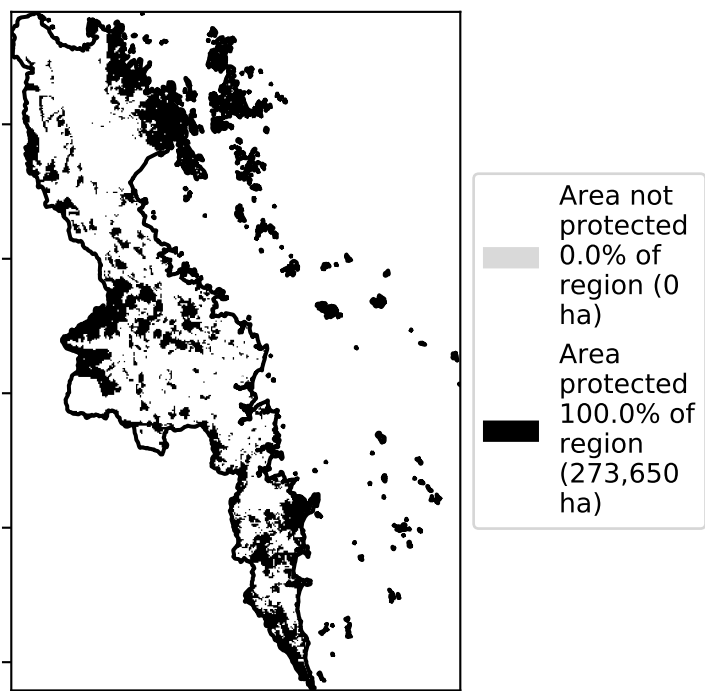 Area not
protected
0.0% of
region (0
ha)
Area
protected
100.0% of
region
(273,650
ha)